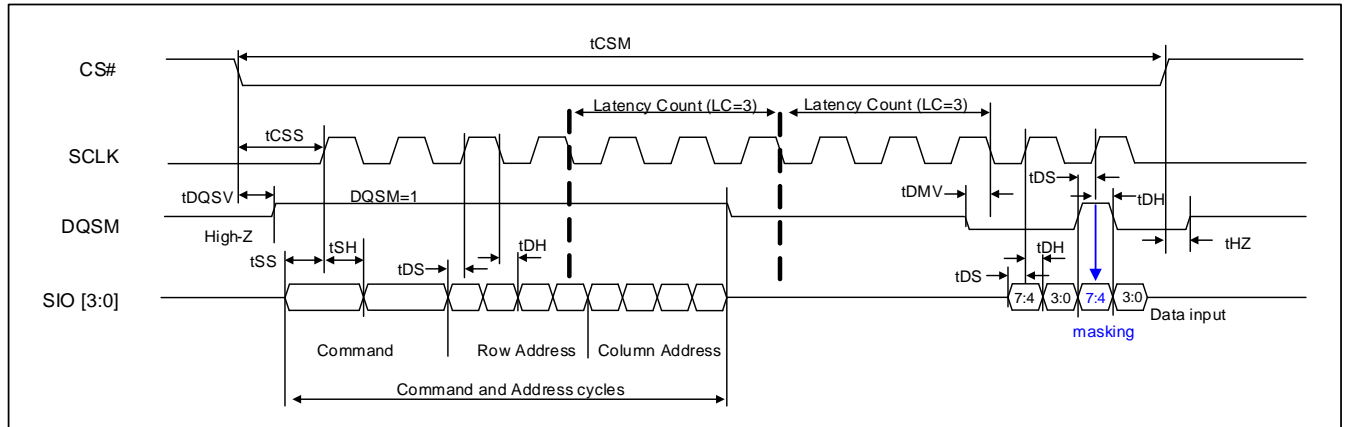 tCSM
CS#
Latency Count (LC=3)
Latency Count (LC=3)
tCSS
SCLK
tDQSV
DQSM=1
tDMV
tDS
tDH
DQSM
High-Z
tSS
tSH
tDS
tDH
tDH
tDS
tHZ
SIO [3:0]
7:4 3:0 7:4 3:0
Data input
masking
Command Row Address Column Address
Command and Address cycles